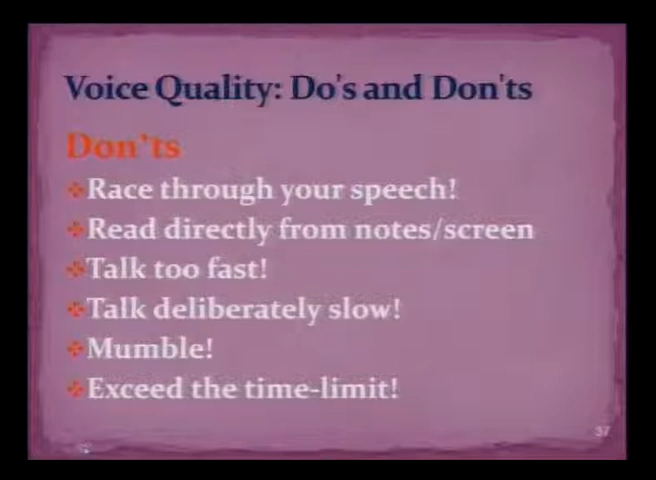 Voice Quality: Do's and Don'ts
Don'ts
Race through your speech!
Read directly from notes/screen
Talk too fast!
Talk deliberately slow!
Mumble!
Exceed the time-limit!
37